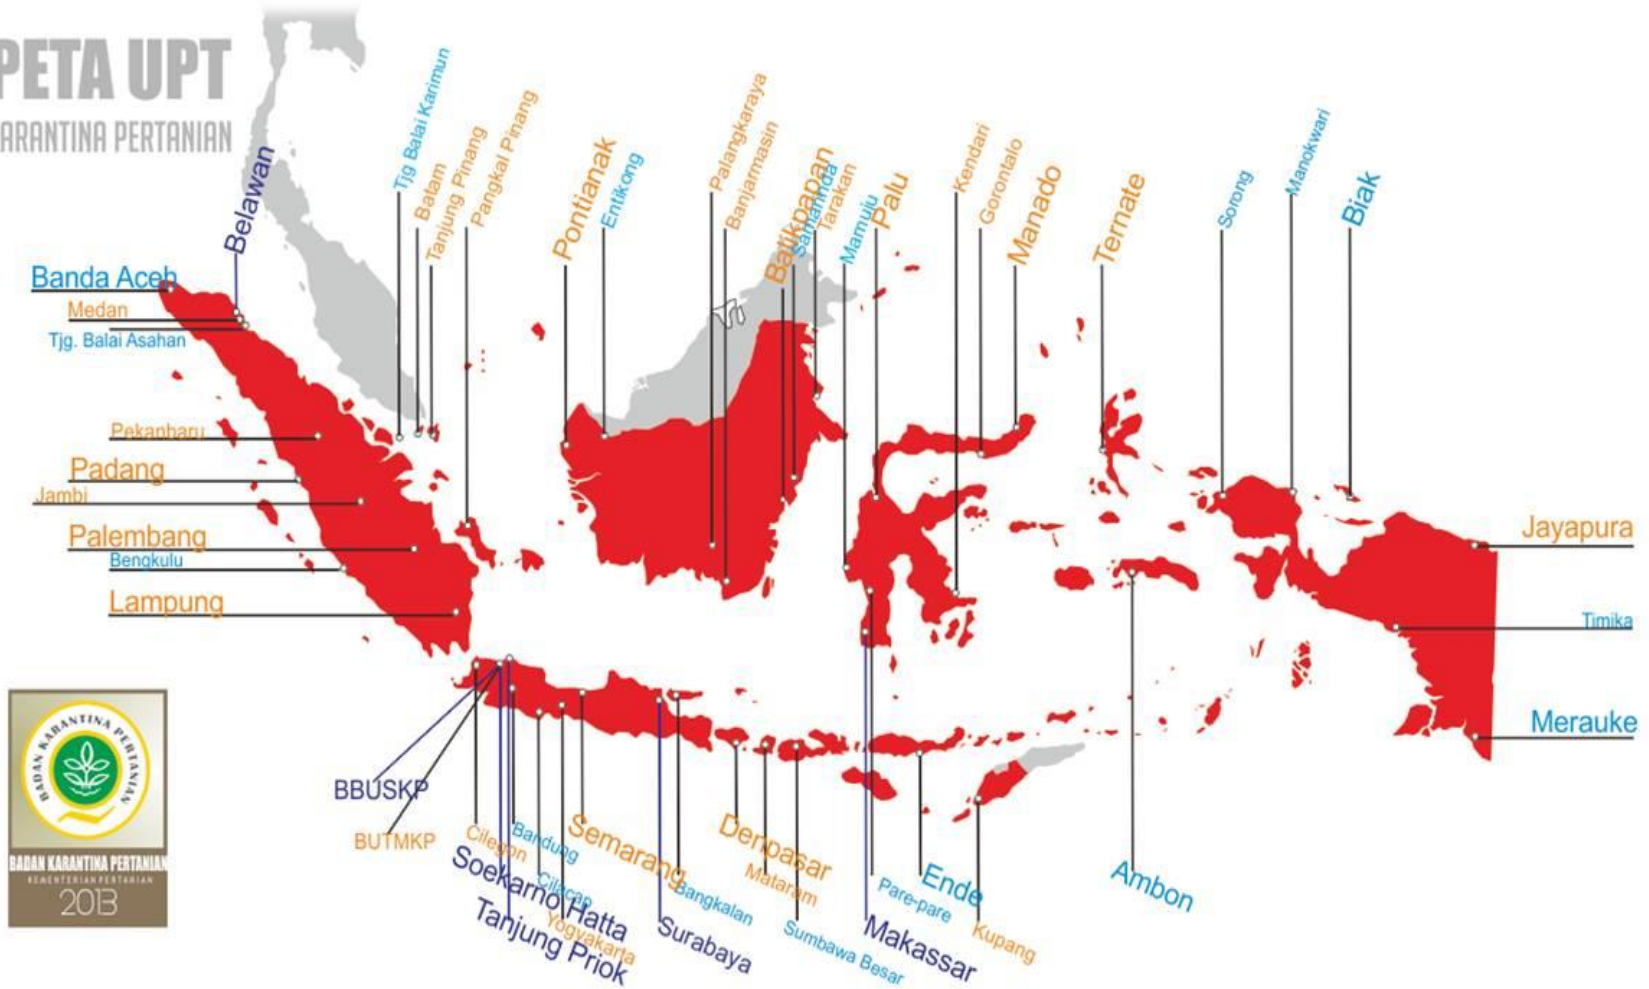 PETA UPT
KARANTINA PERTANIAN
Belawan
Tjg Balai Karimun
Batam
Tanjung Pinang
Pangkal Pinang
Pontianak
Entikong
Palangkaraya
Banjarmasin
Balikpapan
Samarinda
Tarakan
Mamuju
Palu
Kendari
Gorontalo
Manado
Ternate
Sorong
Manokwari
Biak
Banda Aceh
Medan
Tjg. Balai Asahan
Pekanbaru
Padang
Jambi
Palembang
Bengkulu
Lampung
Jayapura
Timika
Merauke
BBUSKP
BUTMKP
Cilegon
Bandung
Soekarno Hatta
Tanjung Priok
Cilacap
Yogyakarta
Semarang
Bangkalan
Surabaya
Denpasar
Mataram
Sumbawa Besar
Pare-pare
Makassar
Ende
Kupang
Ambon
BADAN KARANTINA PERTANIAN
BADAN KARANTINA PERTANIAN
KEMENTERIAN PERTANIAN
2013